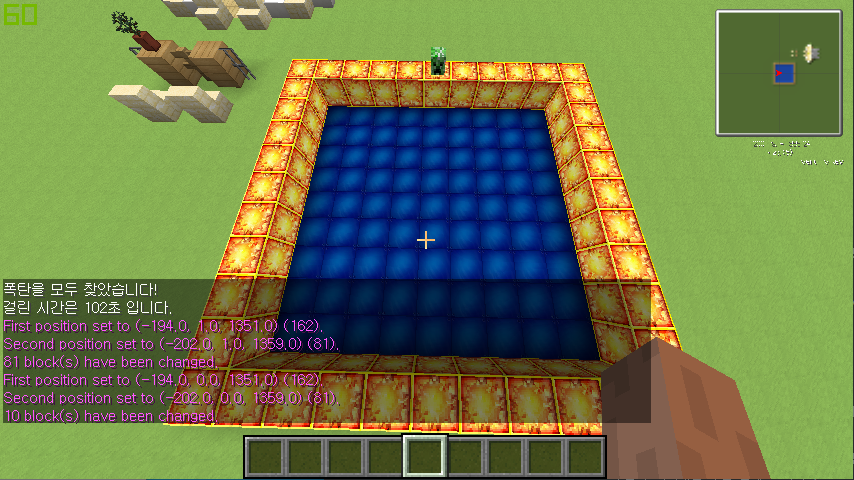 60
폭탄을 모두 찾았습니다!
걸린 시간은 102초 입니다.
First position set to (-194.0, 1.0, 1351.0) (162).
Second position set to (-202.0, 1.0, 1359.0) (81).
81 block(s) have been changed.
First position set to (-194.0, 0.0, 1351.0) (162).
Second position set to (-202.0, 0.0, 1359.0) (81).
10 block(s) have been changed.